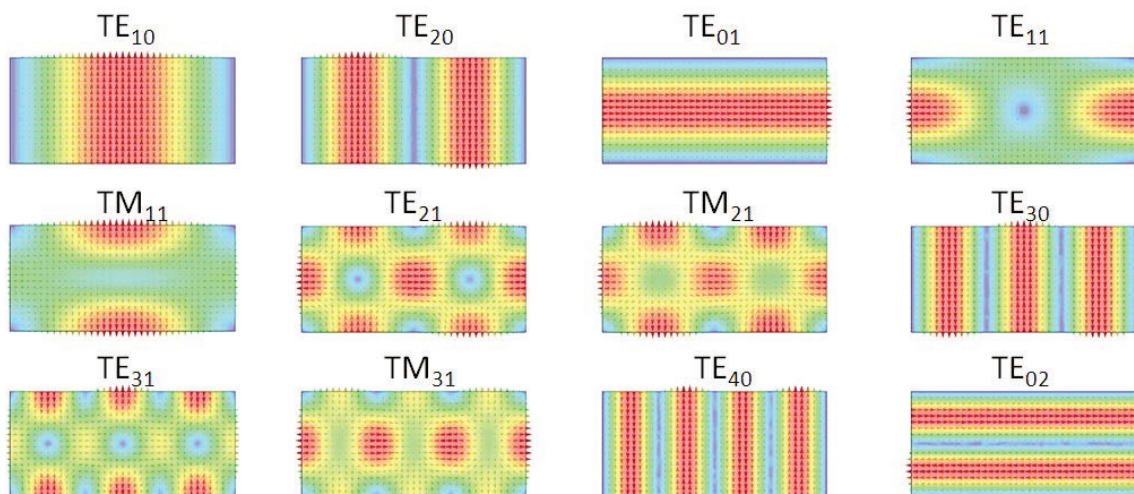 TE₁₀ TE₂₀ TE₀₁ TE₁₁
TM₁₁ TE₂₁ TM₂₁ TE₃₀
TE₃₁ TM₃₁ TE₄₀ TE₀₂